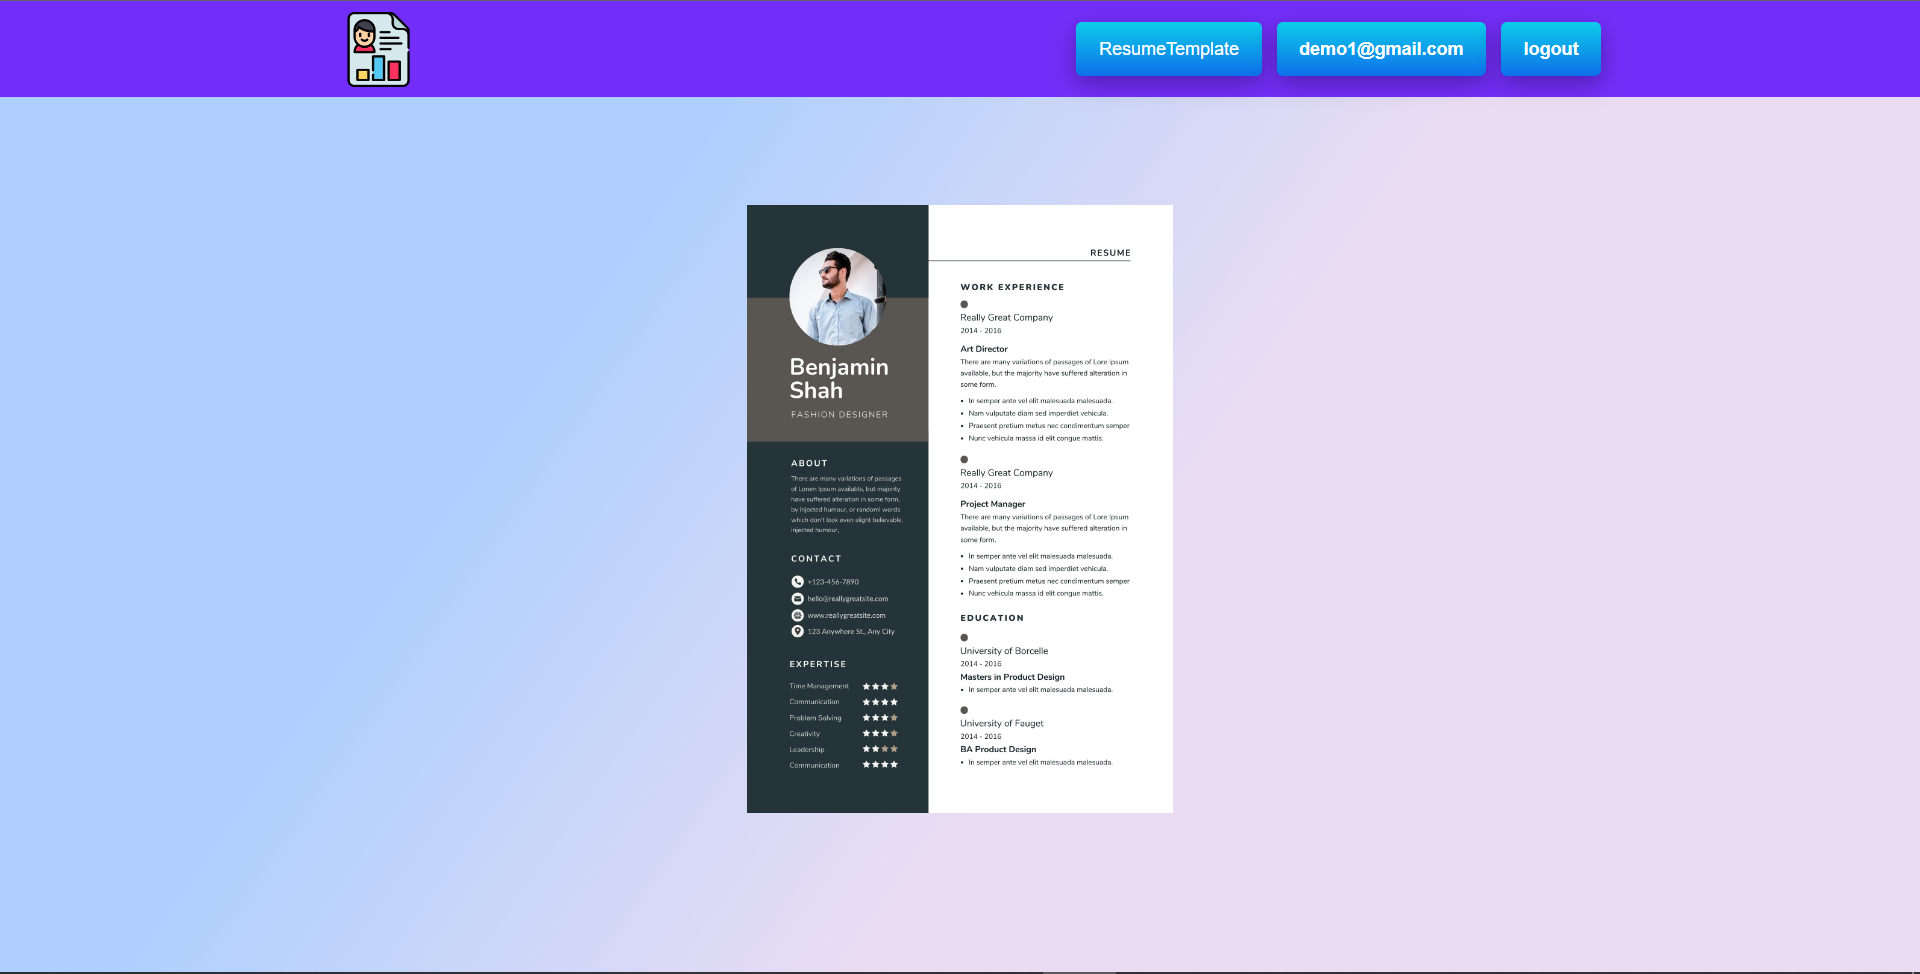 ResumeTemplate
demo1@gmail.com
logout
Benjamin
Shah
FASHION DESIGNER
ABOUT
There are many variations of passages
of Lorem Ipsum available, but majority
have suffered alteration in some form,
by injected humour, or randomi words
which don't look even slight believable.
injected humour,
CONTACT
+123-456-7890
hello@reallygreatsite.com
www.reallygreatsite.com
123 Anywhere St., Any City
EXPERTISE
Time Management
Communication
Problem Solving
Creativity
Leadership
Communication
RESUME
WORK EXPERIENCE
Really Great Company
2014 - 2016
Art Director
There are many variations of passages of Lore Ipsum
available, but the majority have suffered alteration in
some form.
• In semper ante vel elit malesuada malesuada.
• Nam vulputate diam sed imperdiet vehicula.
• Praesent pretium metus nec condimentum semper
• Nunc vehicula massa id elit congue mattis.
Really Great Company
2014 - 2016
Project Manager
There are many variations of passages of Lore Ipsum
available, but the majority have suffered alteration in
some form.
• In semper ante vel elit malesuada malesuada.
• Nam vulputate diam sed imperdiet vehicula.
• Praesent pretium metus nec condimentum semper
• Nunc vehicula massa id elit congue mattis.
EDUCATION
University of Borcelle
2014 - 2016
Masters in Product Design
• In semper ante vel elit malesuada malesuada.
University of Fauget
2014 - 2016
BA Product Design
• In semper ante vel elit malesuada malesuada.